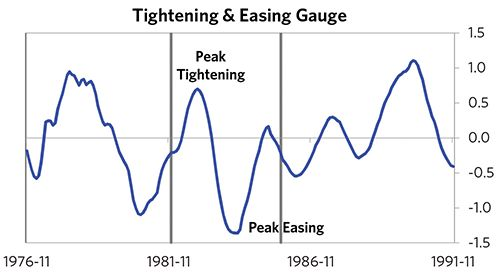 Tightening & Easing Gauge
1.5
Peak
Tightening
1.0
0.5
0.0
-0.5
-1.0
Peak Easing
-1.5
1976-11
1981-11
1986-11
1991-11